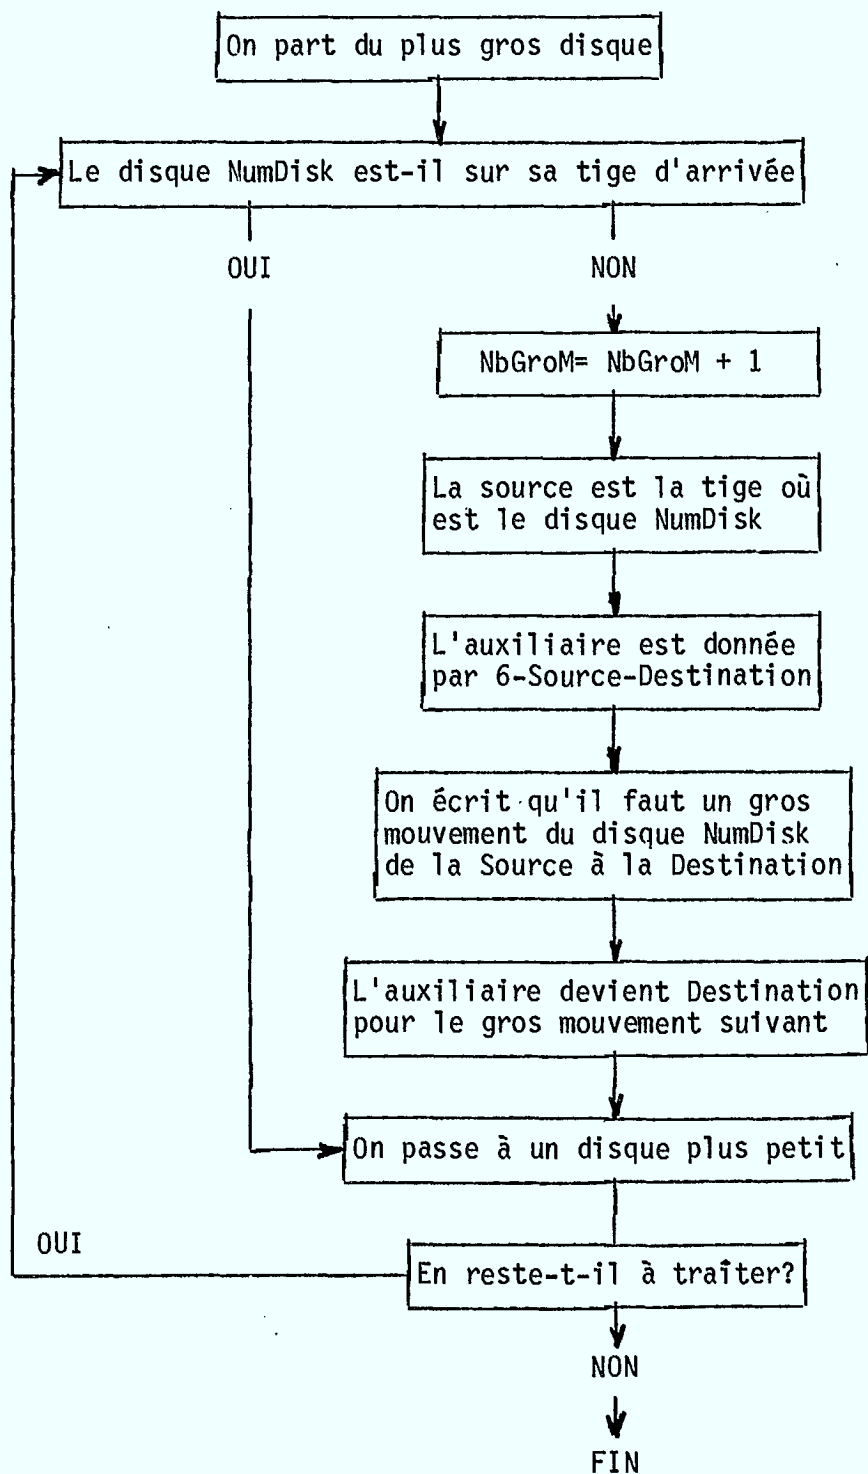 On part du plus gros disque
Le disque NumDisk est-il sur sa tige d'arrivée
OUI
NON
NbGroM= NbGroM + 1
La source est la tige où
est le disque NumDisk
L'auxiliaire est donnée
par 6-Source-Destination
On écrit qu'il faut un gros
mouvement du disque NumDisk
de la Source à la Destination
L'auxiliaire devient Destination
pour le gros mouvement suivant
On passe à un disque plus petit
OUI
En reste-t-il à traîter?
NON
FIN